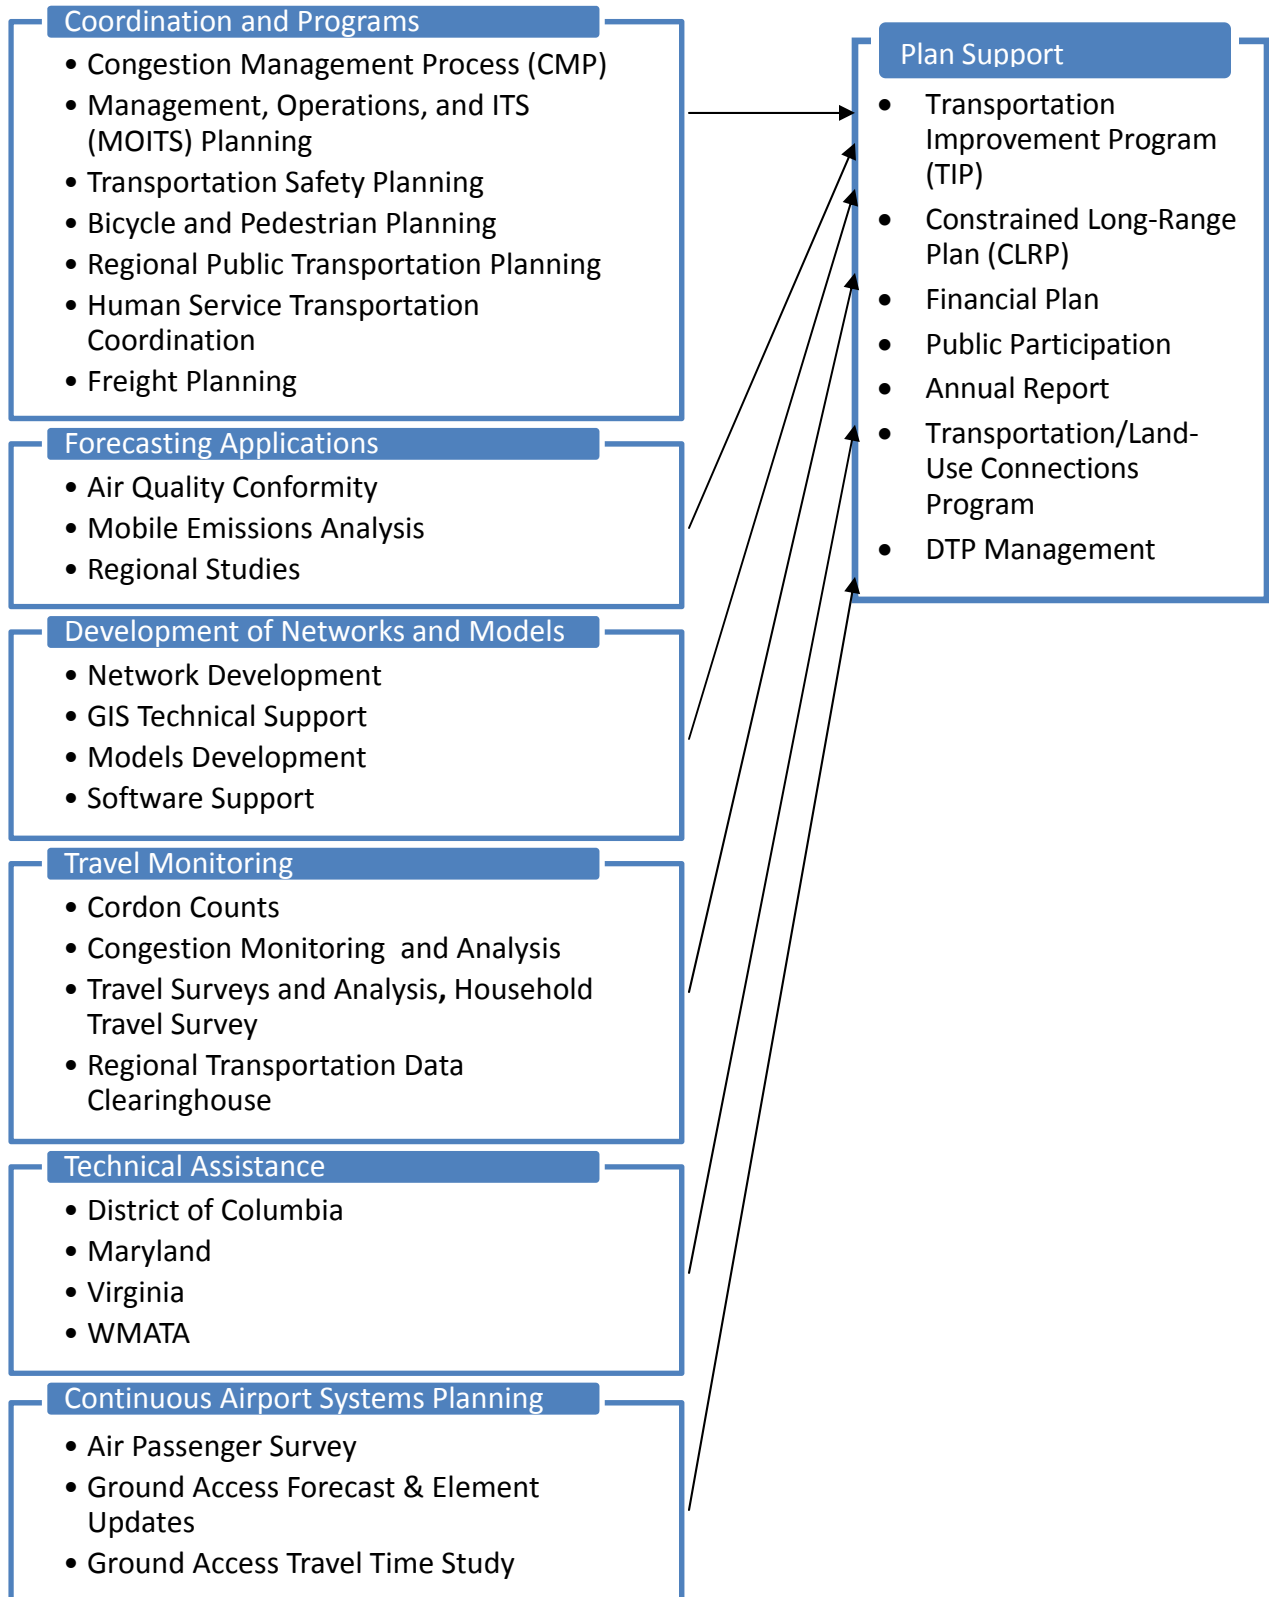 Coordination and Programs
• Congestion Management Process (CMP)
• Management, Operations, and ITS
(MOITS) Planning
• Transportation Safety Planning
• Bicycle and Pedestrian Planning
• Regional Public Transportation Planning
• Human Service Transportation
Coordination
• Freight Planning
Forecasting Applications
• Air Quality Conformity
• Mobile Emissions Analysis
• Regional Studies
Development of Networks and Models
• Network Development
• GIS Technical Support
• Models Development
• Software Support
Travel Monitoring
• Cordon Counts
• Congestion Monitoring  and Analysis
• Travel Surveys and Analysis, Household
Travel Survey
• Regional Transportation Data
Clearinghouse
Technical Assistance
• District of Columbia
• Maryland
• Virginia
• WMATA
Continuous Airport Systems Planning
• Air Passenger Survey
• Ground Access Forecast & Element
Updates
• Ground Access Travel Time Study
Plan Support
• Transportation
Improvement Program
(TIP)
• Constrained Long-Range
Plan (CLRP)
• Financial Plan
• Public Participation
• Annual Report
• Transportation/Land-
Use Connections
Program
• DTP Management